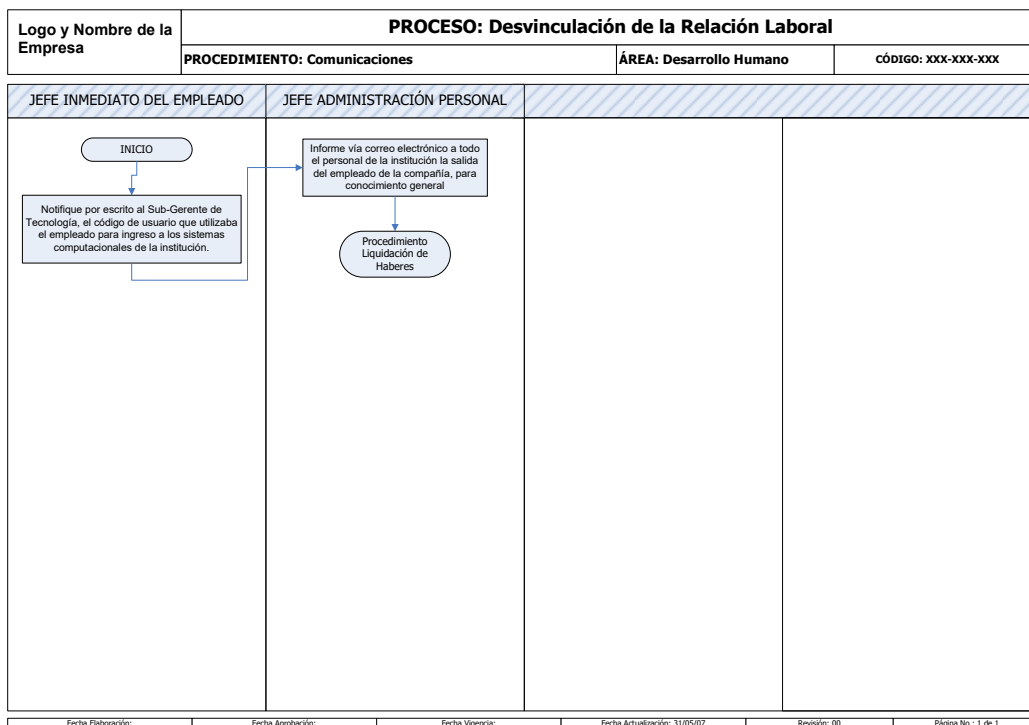 Logo y Nombre de la
Empresa
PROCESO: Desvinculación de la Relación Laboral
PROCEDIMIENTO: Comunicaciones
ÁREA: Desarrollo Humano
CÓDIGO: XXX-XXX-XXX
JEFE INMEDIATO DEL EMPLEADO
JEFE ADMINISTRACIÓN PERSONAL
INICIO
Notifique por escrito al Sub-Gerente de
Tecnología, el código de usuario que utilizaba
el empleado para ingreso a los sistemas
computacionales de la institución.
Informe vía correo electrónico a todo
el personal de la institución la salida
del empleado de la compañía, para
conocimiento general
Procedimiento
Liquidación de
Haberes
Fecha Elaboración:
Fecha Aprobación:
Fecha Vigencia:
Fecha Actualización: 31/05/07
Revisión: 00
Página No.: 1 de 1